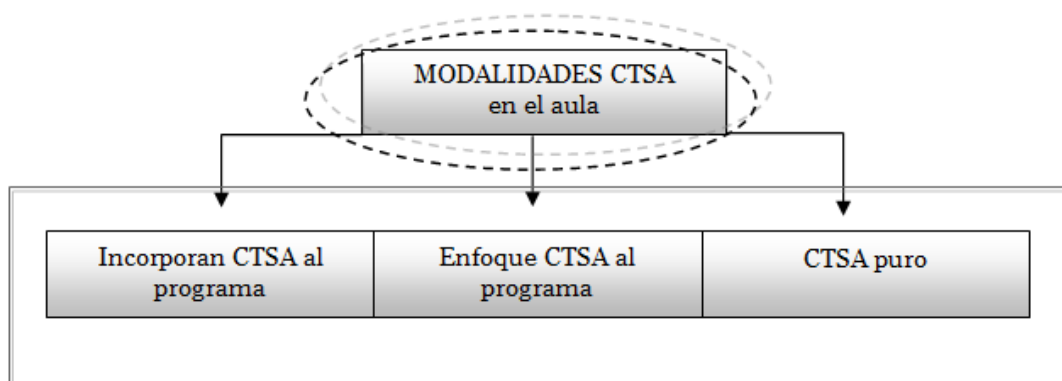 MODALIDADES CTSA
en el aula
Incorporan CTSA al
programa
Enfoque CTSA al
programa
CTSA puro